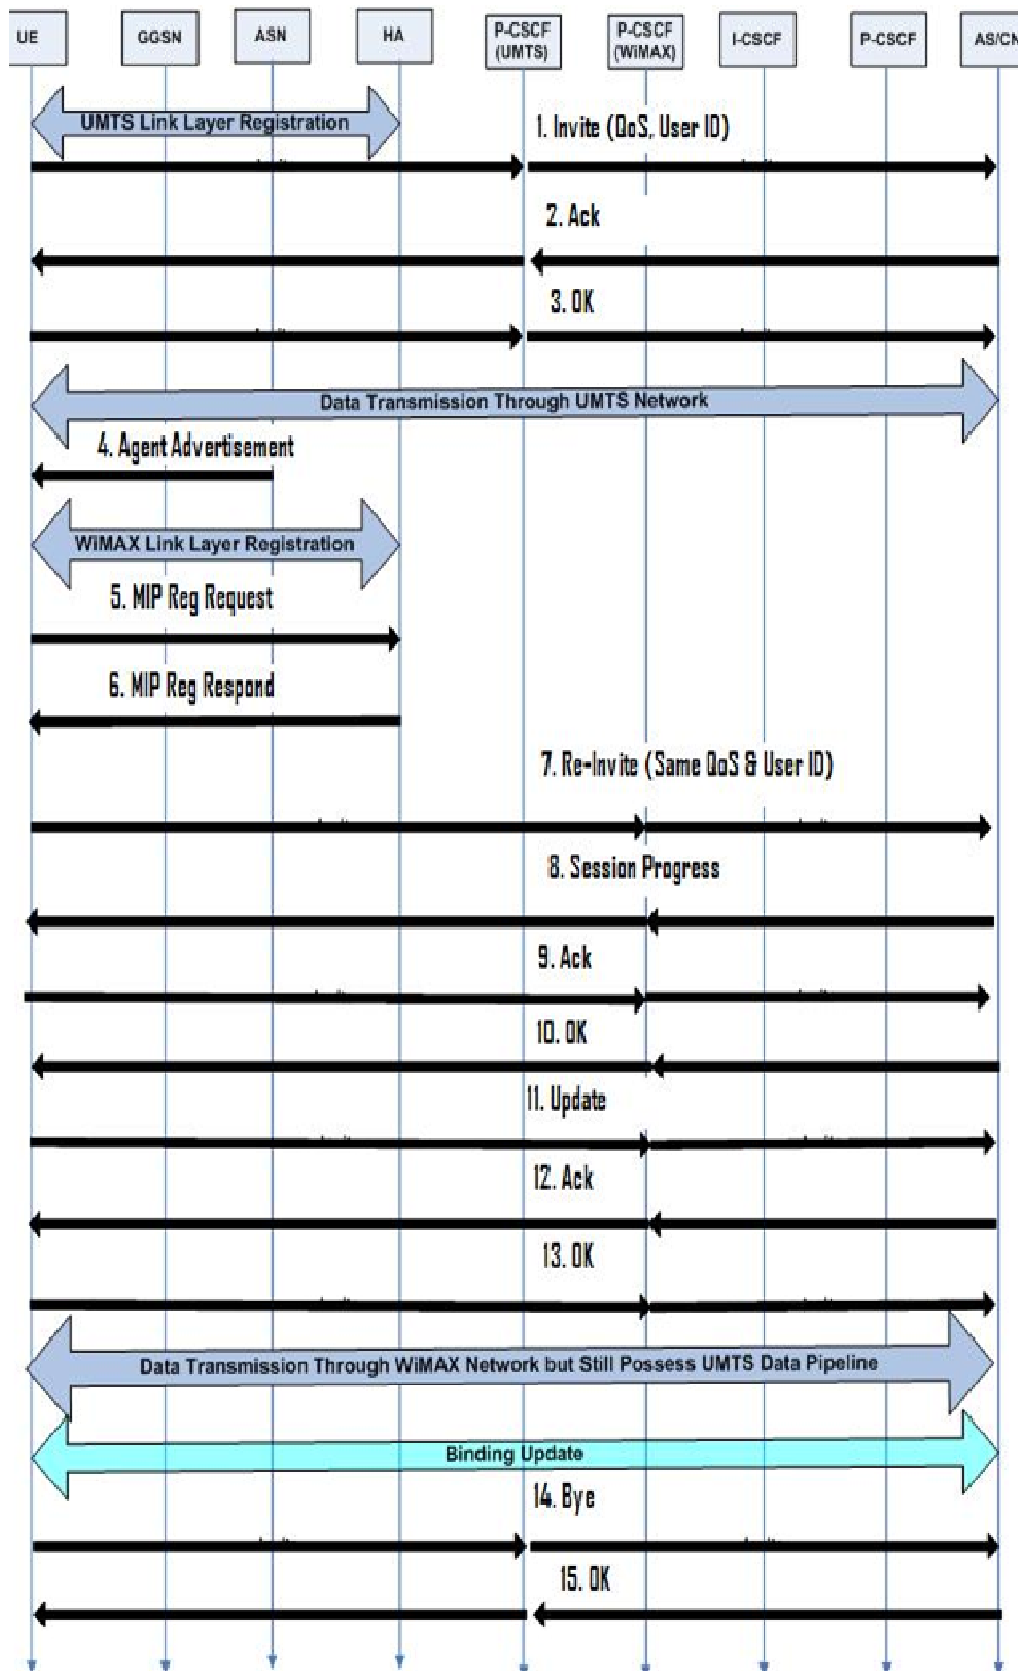 UE
GGSN
ASN
HA
P-CSCF
(UMTS)
P-CSCF
(WiMAX)
I-CSCF
P-CSCF
AS/CN
UMTS Link Layer Registration
1. Invite (QoS, User ID)
2. Ack
3. OK
Data Transmission Through UMTS Network
4. Agent Advertisement
WiMAX Link Layer Registration
5. MIP Reg Request
6. MIP Reg Respond
7. Re-Invite (Same QoS & User ID)
8. Session Progress
9. Ack
10. OK
11. Update
12. Ack
13. OK
Data Transmission Through WiMAX Network but Still Possess UMTS Data Pipeline
Binding Update
14. Bye
15. OK